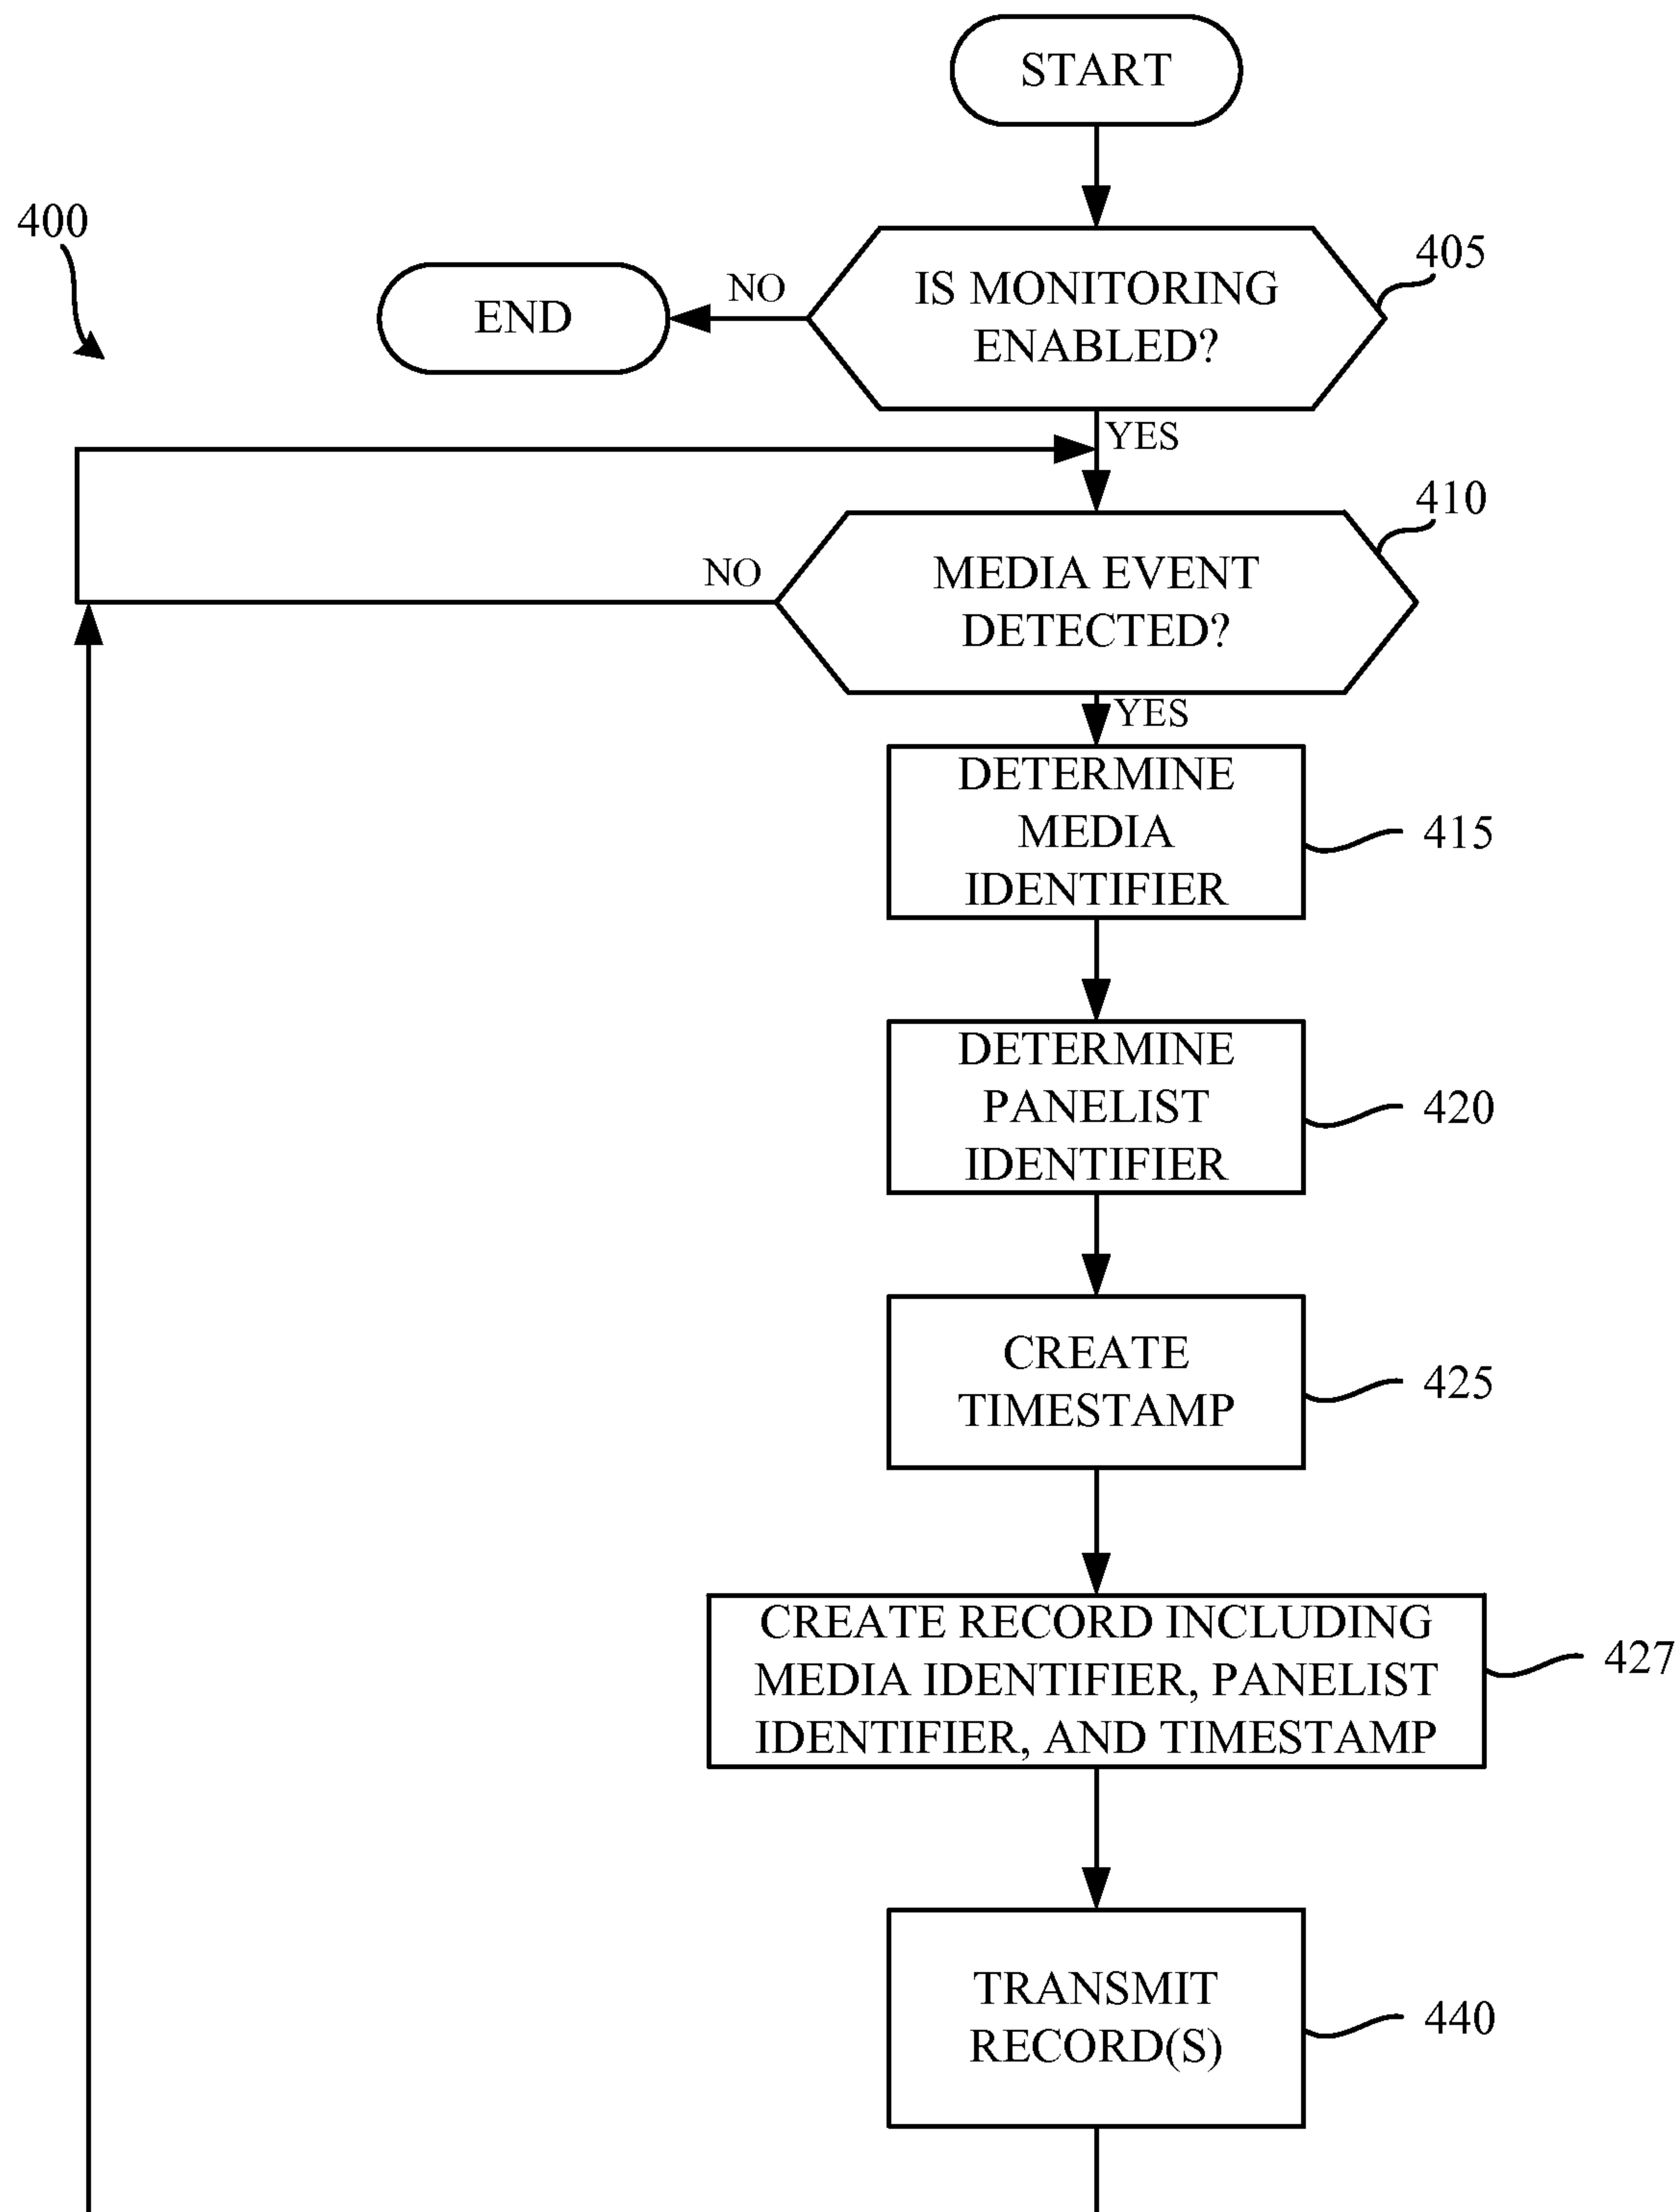 START
400
405
IS MONITORING
ENABLED?
NO
END
YES
410
MEDIA EVENT
DETECTED?
NO
YES
DETERMINE
MEDIA
IDENTIFIER
415
DETERMINE
PANELIST
IDENTIFIER
420
CREATE
TIMESTAMP
425
CREATE RECORD INCLUDING
MEDIA IDENTIFIER, PANELIST
IDENTIFIER, AND TIMESTAMP
427
TRANSMIT
RECORD(S)
440